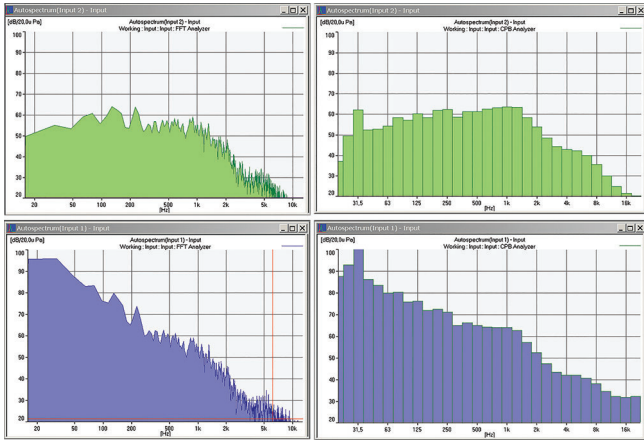 Autospectrum(Input 2) - Input
[dB/20,0u Pa]
Autospectrum(Input 2) - Input
Working : Input : Input : FFT Analyzer
100
90
80
70
60
50
40
30
20
20
50
100
200
500
1k
2k
5k
10k
[Hz]
Autospectrum(Input 2) - Input
[dB/20,0u Pa]
Autospectrum(Input 2) - Input
Working : Input : Input : CPB Analyzer
100
90
80
70
60
50
40
30
20
31,5
63
125
250
500
1k
2k
4k
8k
16k
[Hz]
Autospectrum(Input 1) - Input
[dB/20,0u Pa]
Autospectrum(Input 1) - Input
Working : Input : Input : FFT Analyzer
100
90
80
70
60
50
40
30
20
20
50
100
200
500
1k
2k
5k
10k
[Hz]
Autospectrum(Input 1) - Input
[dB/20,0u Pa]
Autospectrum(Input 1) - Input
Working : Input : Input : CPB Analyzer
100
90
80
70
60
50
40
30
20
31,5
63
125
250
500
1k
2k
4k
8k
16k
[Hz]